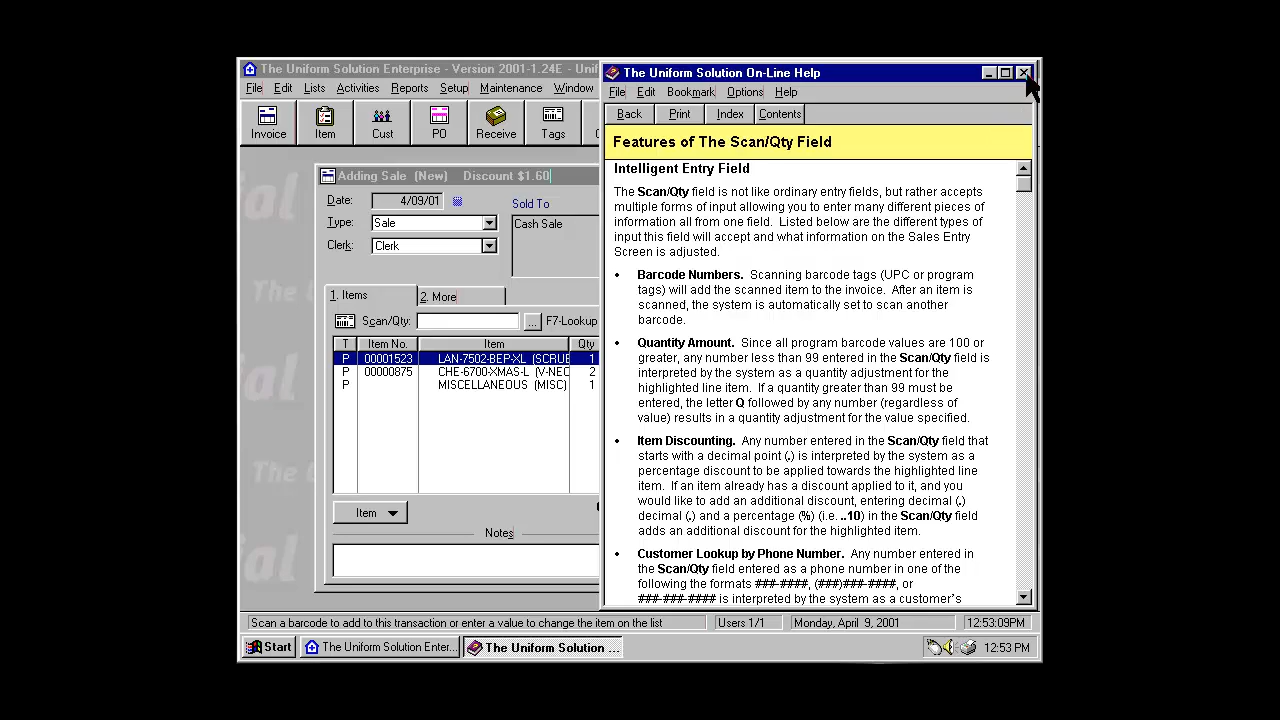 The Uniform Solution Enterprise - Version 2001-1.24E - Unif
File Edit Lists Activities Reports Setup Maintenance Window
Invoice Item Cust PO Receive Tags
Adding Sale (New) Discount $1.60
Date: 4/09/01
Sold To
Type: Sale
Cash Sale
Clerk: Clerk
1. Items 2. More
Scan/Qty: ... F7-Lookup
T Item No. Item Qty
P 00001523 LAN-7502-BEP-XL (SCRUE 1
P 00000875 CHE-6700-XMAS-L (V-NEC 2
P MISCELLANEOUS (MISC) 1
Item
Notes
The Uniform Solution On-Line Help
File Edit Bookmark Options Help
Back Print Index Contents
Features of The Scan/Qty Field
Intelligent Entry Field
The Scan/Qty field is not like ordinary entry fields, but rather accepts
multiple forms of input allowing you to enter many different pieces of
information all from one field. Listed below are the different types of
input this field will accept and what information on the Sales Entry
Screen is adjusted.
• Barcode Numbers. Scanning barcode tags (UPC or program
tags) will add the scanned item to the invoice. After an item is
scanned, the system is automatically set to scan another
barcode.
• Quantity Amount. Since all program barcode values are 100 or
greater, any number less than 99 entered in the Scan/Qty field is
interpreted by the system as a quantity adjustment for the
highlighted line item. If a quantity greater than 99 must be
entered, the letter Q followed by any number (regardless of
value) results in a quantity adjustment for the value specified.
• Item Discounting. Any number entered in the Scan/Qty field that
starts with a decimal point (.) is interpreted by the system as a
percentage discount to be applied towards the highlighted line
item. If an item already has a discount applied to it, and you
would like to add an additional discount, entering decimal (.)
decimal (.) and a percentage (%) (i.e. ..10) in the Scan/Qty field
adds an additional discount for the highlighted item.
• Customer Lookup by Phone Number. Any number entered in
the Scan/Qty field entered as a phone number in one of the
following the formats ###-####, (###)###-####, or
###-###-#### is interpreted by the system as a customer's
Scan a barcode to add to this transaction or enter a value to change the item on the list Users 1/1 Monday, April 9, 2001 12:53:09PM
Start The Uniform Solution Enter... The Uniform Solution ... 12:53 PM